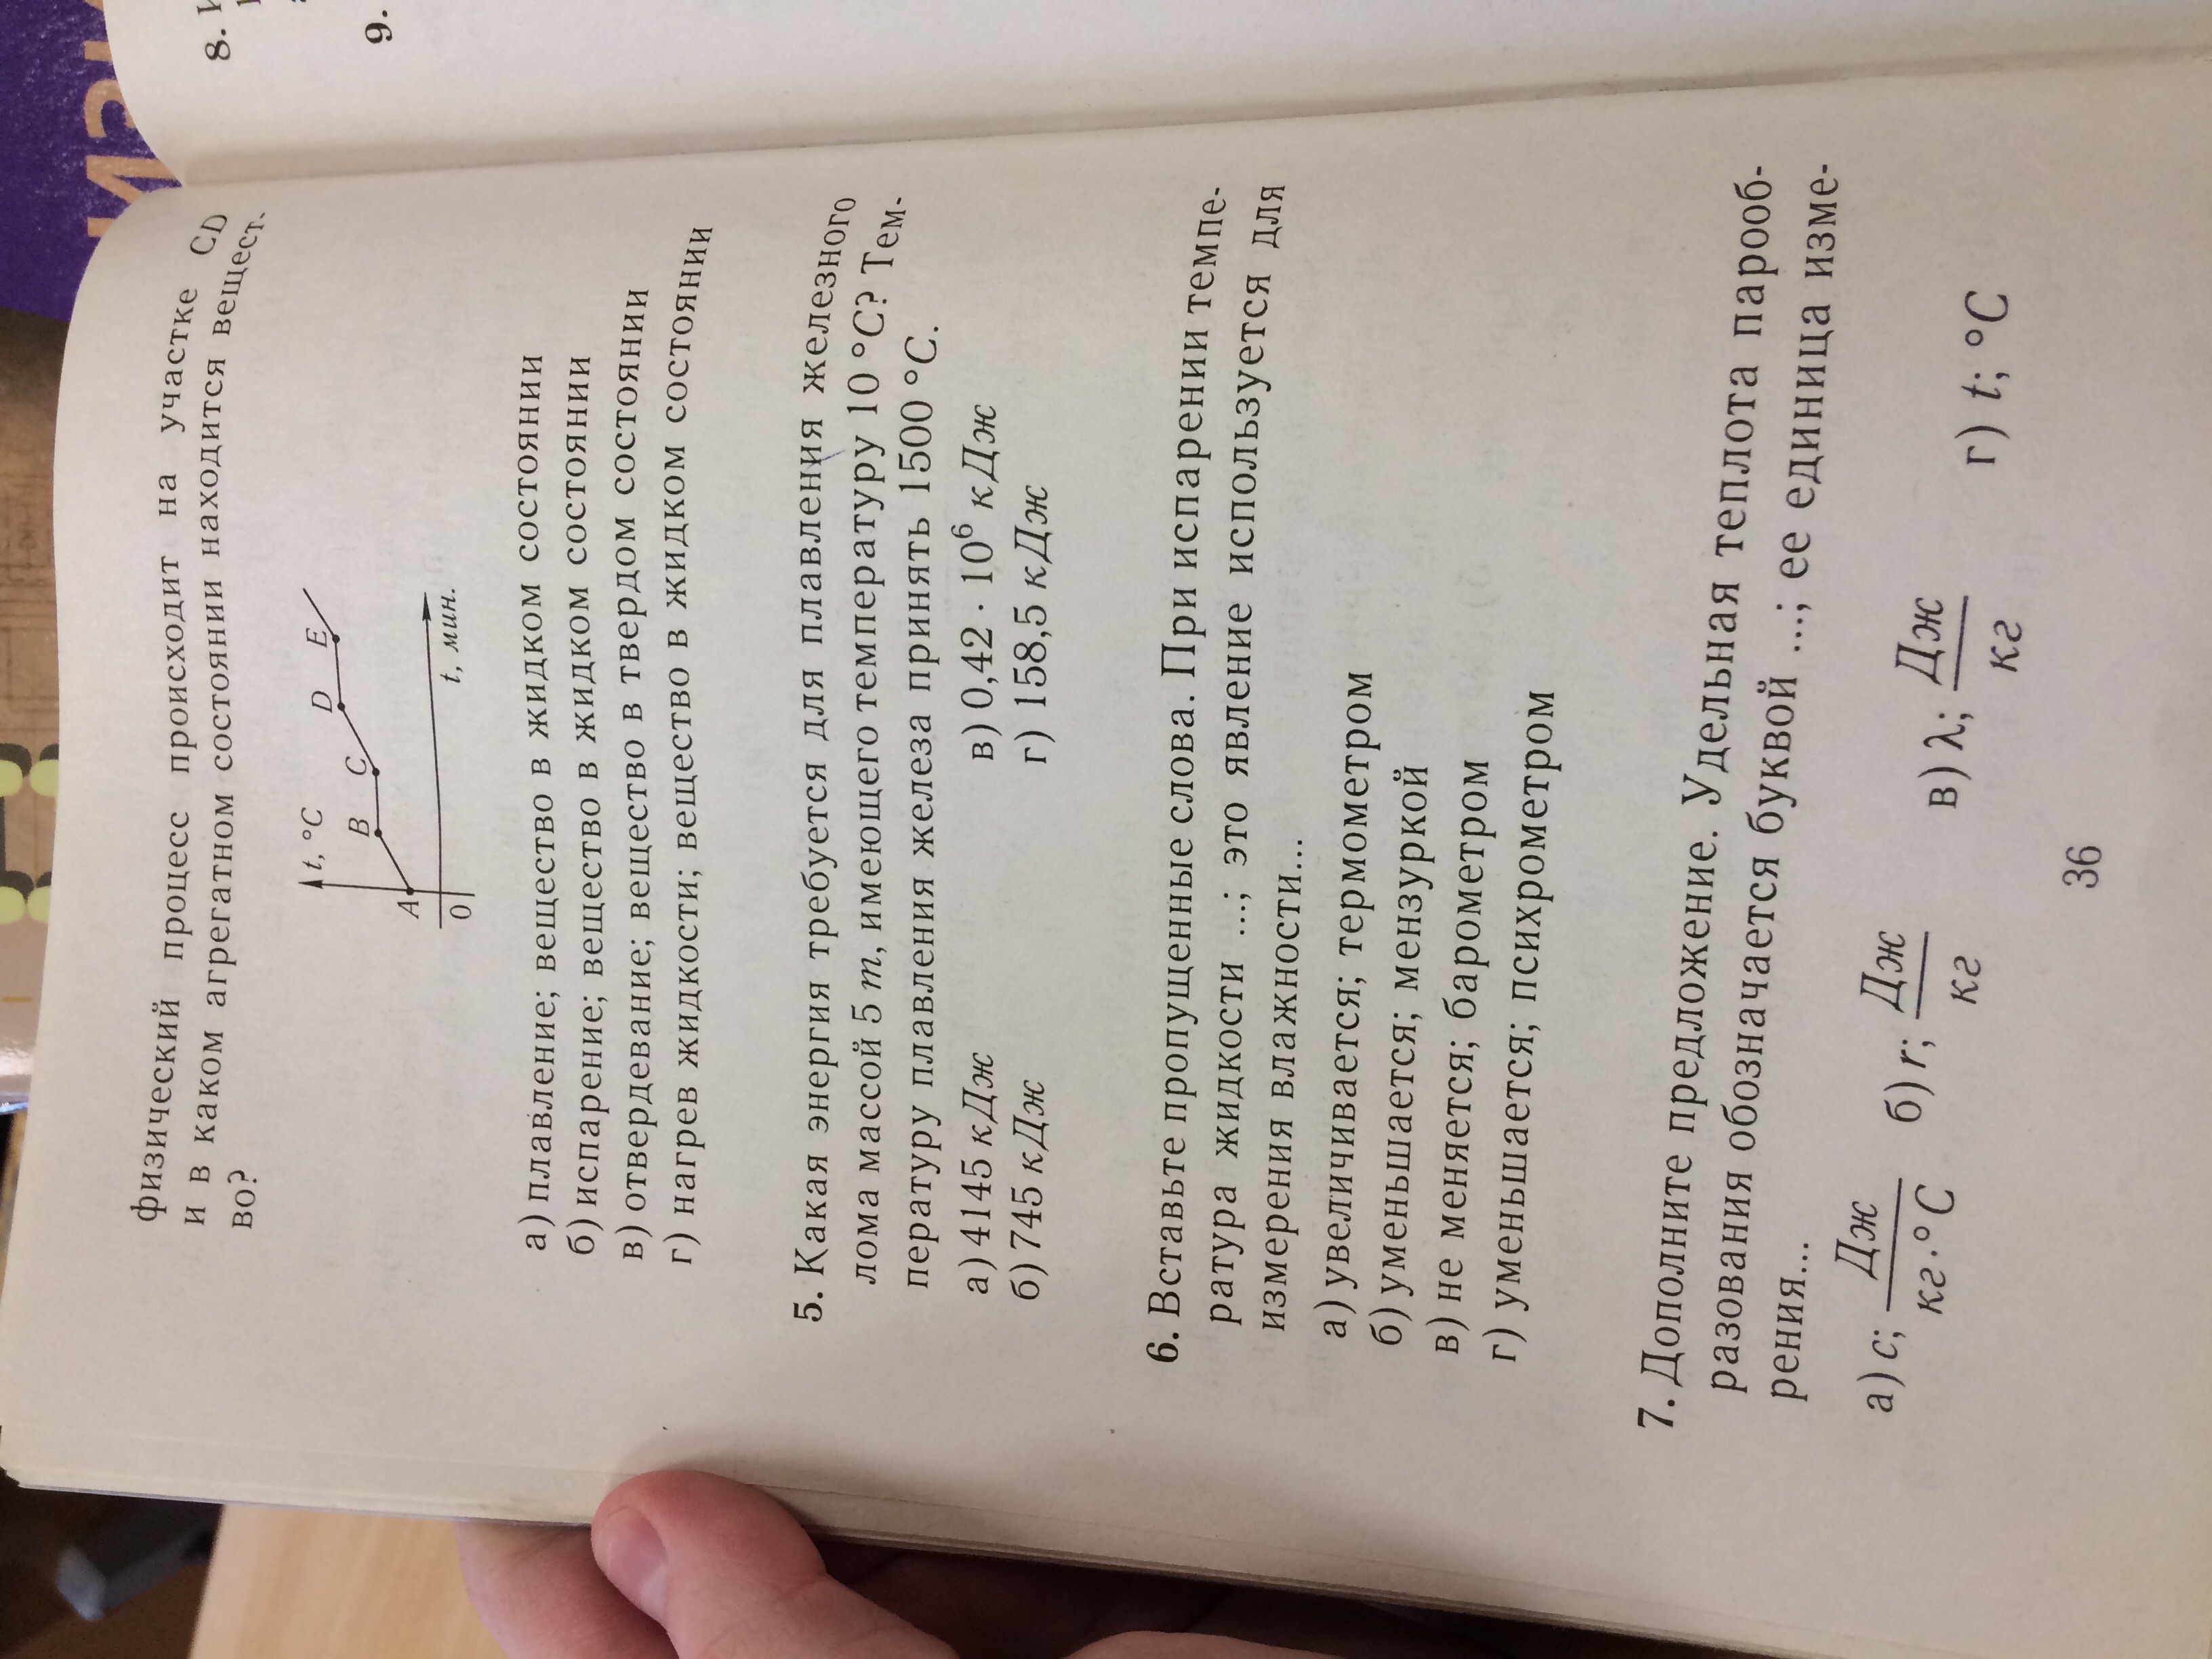 физический процесс происходит на участке CD
и в каком агрегатном состоянии находится вещест-
во?
t, °C
A
B
C
D
E
0
t, мин.
а) плавление; вещество в жидком состоянии
б) испарение; вещество в жидком состоянии
в) отвердевание; вещество в твердом состоянии
г) нагрев жидкости; вещество в жидком состоянии
5. Какая энергия требуется для плавления железного
лома массой 5 т, имеющего температуру 10 °C? Тем-
пературу плавления железа принять 1500 °C.
а) 4145 кДж в) 0,42 · 10⁶ кДж
б) 745 кДж г) 158,5 кДж
6. Вставьте пропущенные слова. При испарении темпе-
ратура жидкости ...; это явление используется для
измерения влажности...
а) увеличивается; термометром
б) уменьшается; мензуркой
в) не меняется; барометром
г) уменьшается; психрометром
7. Дополните предложение. Удельная теплота парооб-
разования обозначается буквой ...; ее единица изме-
рения...
а) c; Дж/кг·°C б) r; Дж/кг в) λ; Дж/кг г) t; °C
36
8.
9.